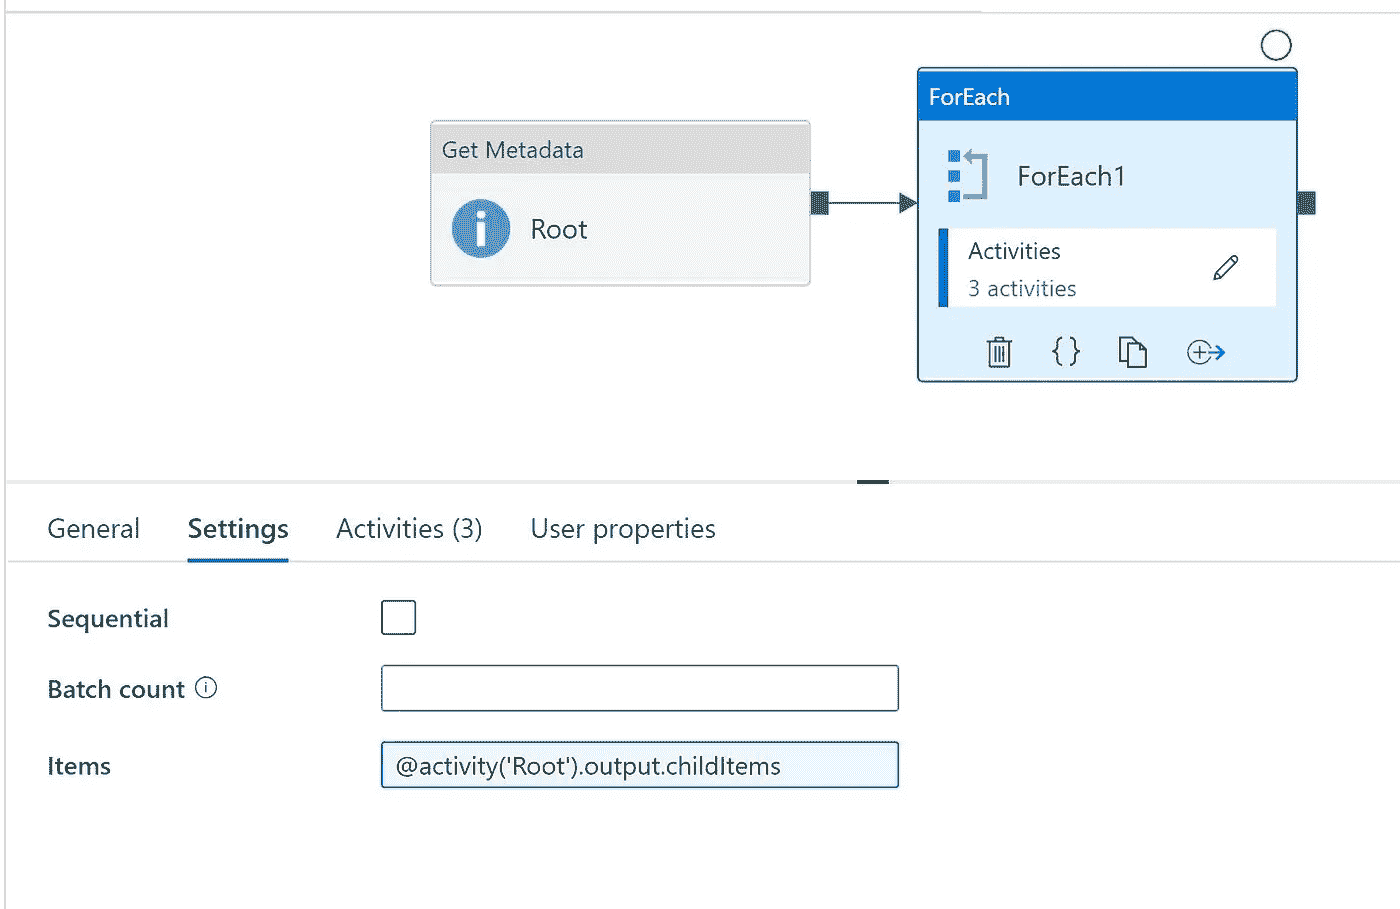 ForEach
Get Metadata
ForEach1
Root
Activities
3 activities
General Settings Activities (3) User properties
Sequential
Batch count
Items @activity('Root').output.childItems